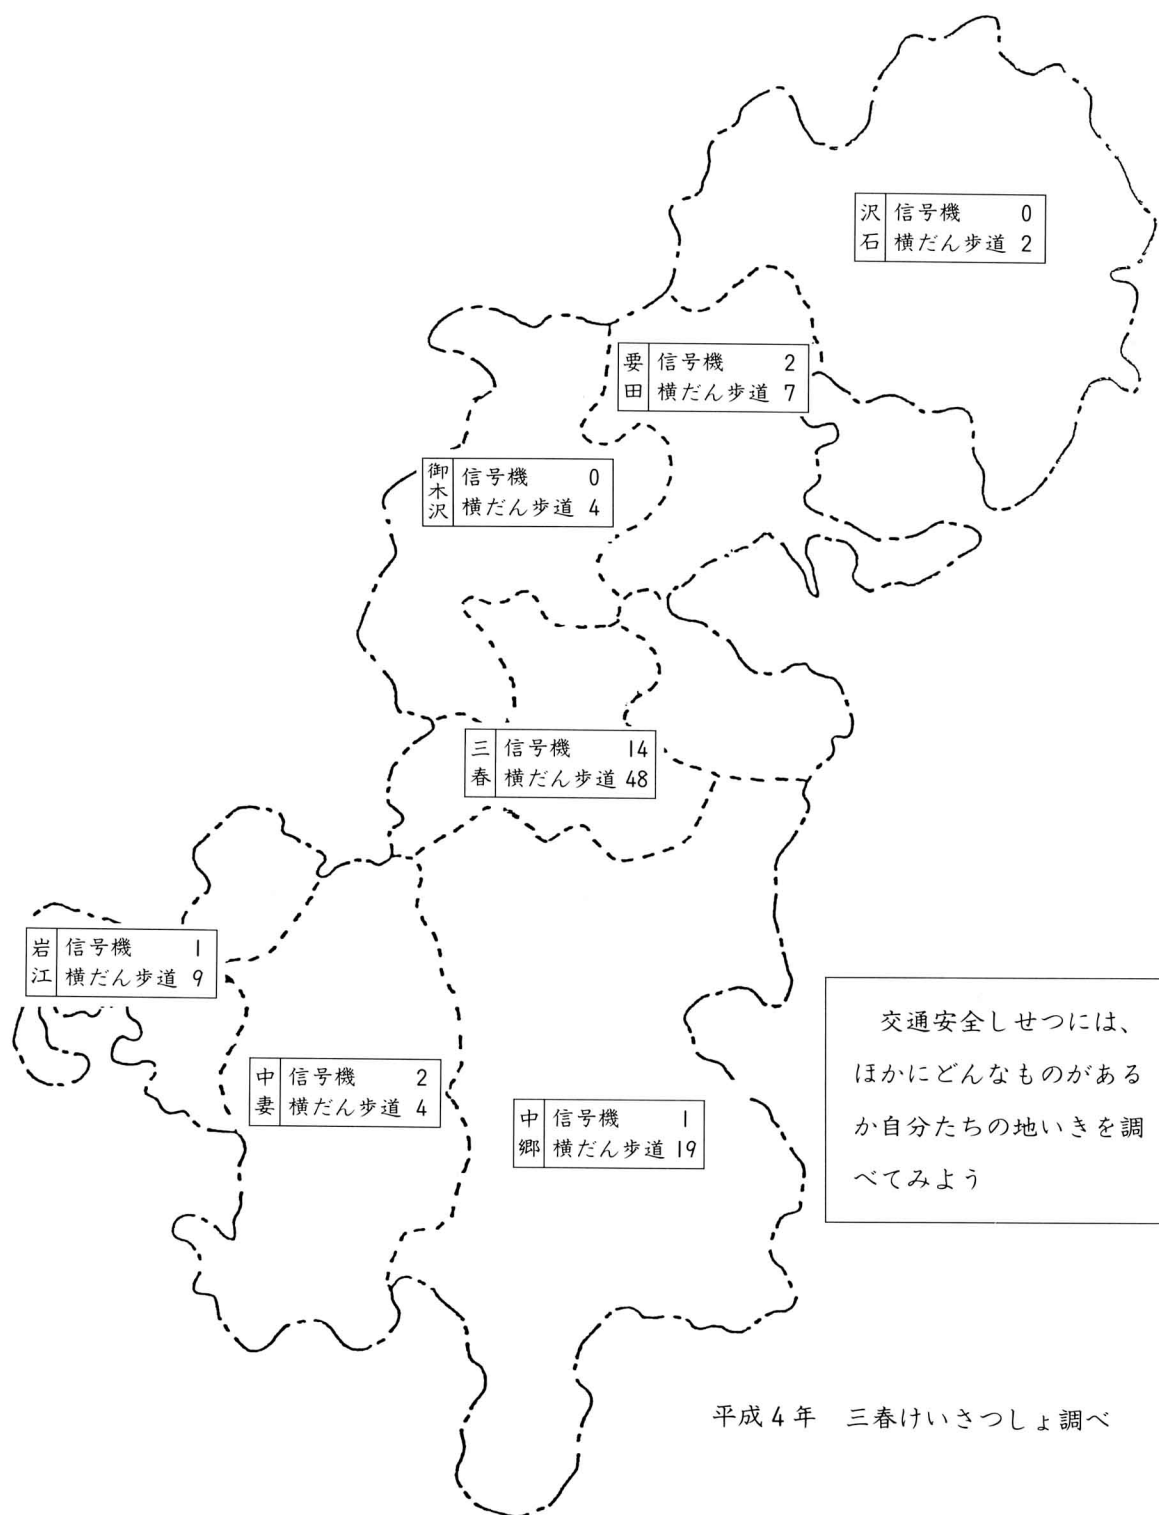 沢石 信号機 0
横だん歩道 2
要田 信号機 2
横だん歩道 7
御木沢 信号機 0
横だん歩道 4
三春 信号機 14
横だん歩道 48
岩江 信号機 1
横だん歩道 9
中妻 信号機 2
横だん歩道 4
中郷 信号機 1
横だん歩道 19
交通安全しせつには、
ほかにどんなものがある
か自分たちの地いきを調
べてみよう
平成4年 三春けいさつしょ調べ